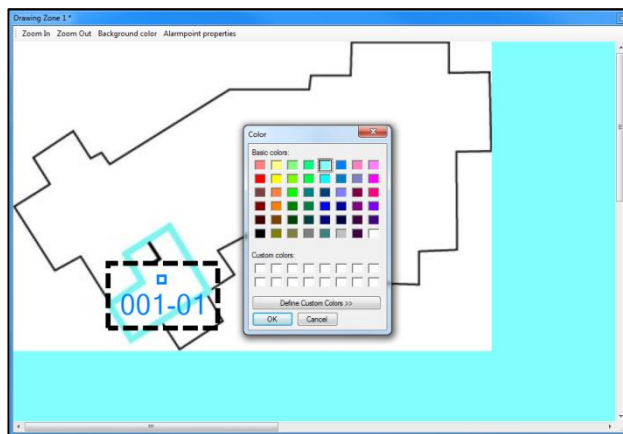 Drawing Zone 1 *
Zoom In Zoom Out Background color Alarmpoint properties
Color
Basic colors:
001-01
Custom colors:
Define Custom Colors >>
OK Cancel